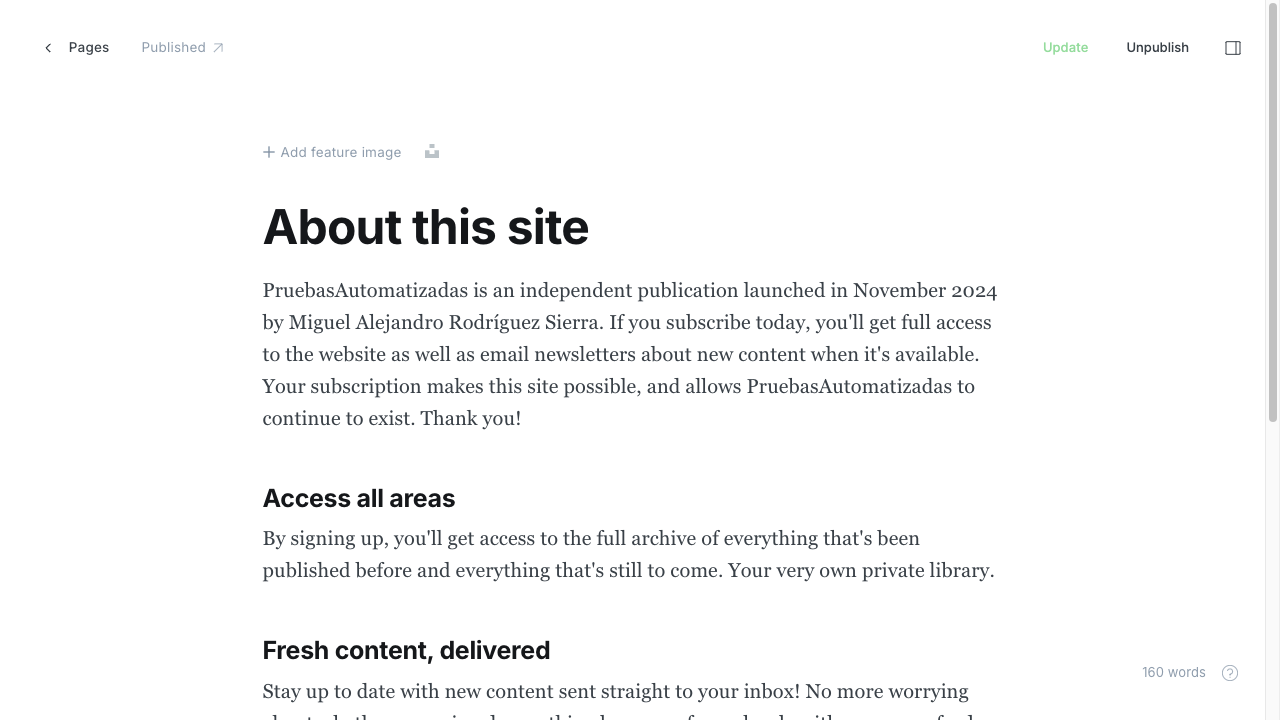 Pages
Published
Update
Unpublish
Add feature image
About this site
PruebasAutomatizadas is an independent publication launched in November 2024
by Miguel Alejandro Rodríguez Sierra. If you subscribe today, you'll get full access
to the website as well as email newsletters about new content when it's available.
Your subscription makes this site possible, and allows PruebasAutomatizadas to
continue to exist. Thank you!
Access all areas
By signing up, you'll get access to the full archive of everything that's been
published before and everything that's still to come. Your very own private library.
Fresh content, delivered
Stay up to date with new content sent straight to your inbox! No more worrying
160 words